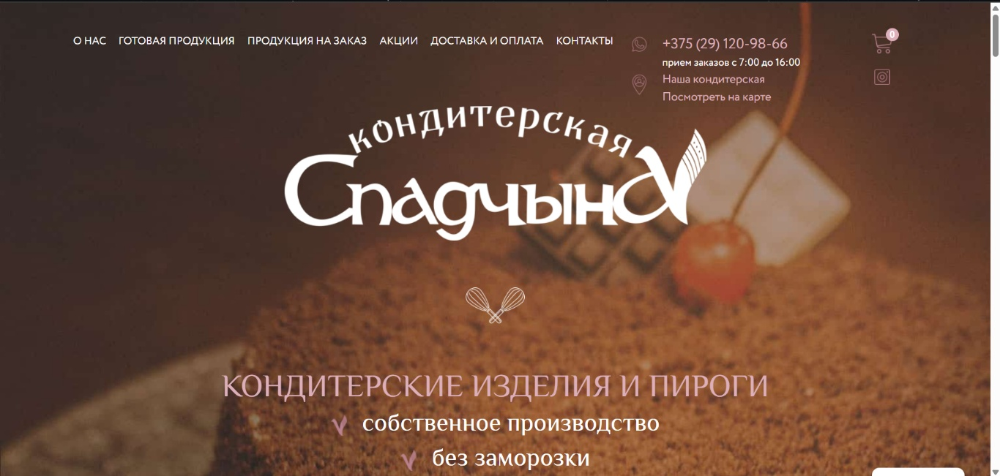 О НАС ГОТОВАЯ ПРОДУКЦИЯ ПРОДУКЦИЯ НА ЗАКАЗ АКЦИИ ДОСТАВКА И ОПЛАТА КОНТАКТЫ
+375 (29) 120-98-66
прием заказов с 7:00 до 16:00
Наша кондитерская
Посмотреть на карте
0
кондитерская
Спадчына
КОНДИТЕРСКИЕ ИЗДЕЛИЯ И ПИРОГИ
собственное производство
без заморозки